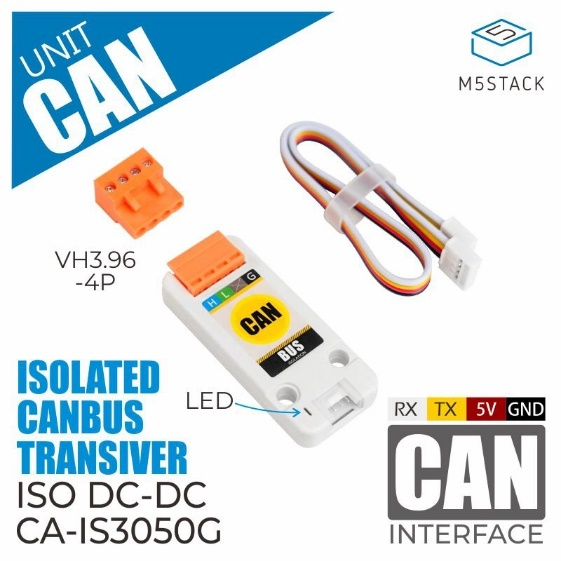 UNIT
CAN
M5STACK
VH3.96
-4P
H L G
CAN
BUS
ISOLATION
ISOLATED
CANBUS
TRANSIVER
ISO DC-DC
CA-IS3050G
LED
RX TX 5V GND
CAN
INTERFACE